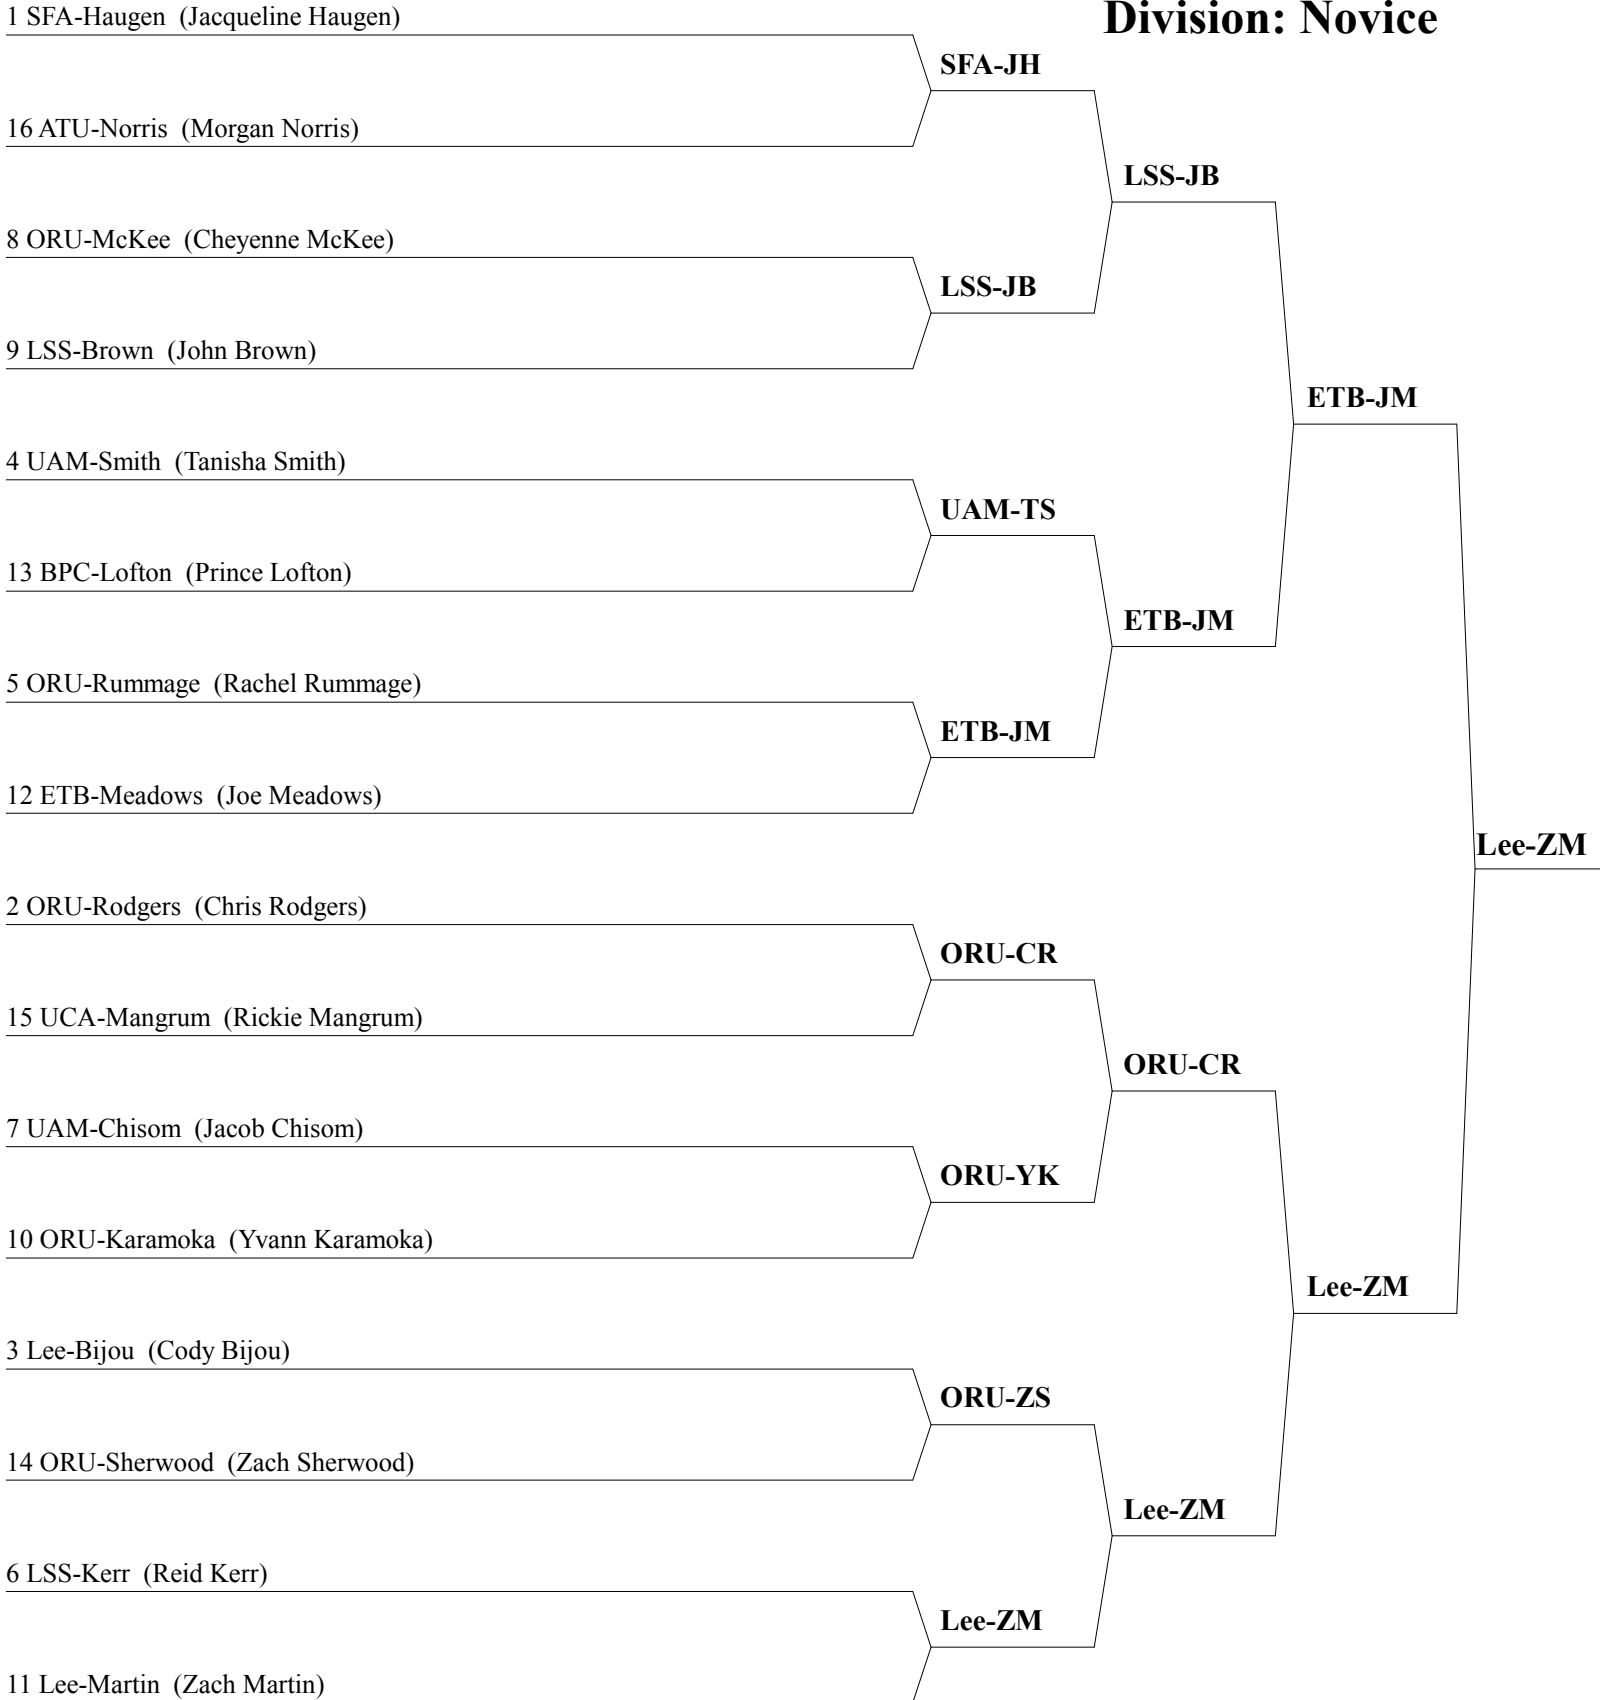 Division: Novice
1 SFA-Haugen (Jacqueline Haugen)
SFA-JH
16 ATU-Norris (Morgan Norris)
LSS-JB
8 ORU-McKee (Cheyenne McKee)
LSS-JB
9 LSS-Brown (John Brown)
ETB-JM
4 UAM-Smith (Tanisha Smith)
UAM-TS
13 BPC-Lofton (Prince Lofton)
ETB-JM
5 ORU-Rummage (Rachel Rummage)
ETB-JM
12 ETB-Meadows (Joe Meadows)
Lee-ZM
2 ORU-Rodgers (Chris Rodgers)
ORU-CR
15 UCA-Mangrum (Rickie Mangrum)
ORU-CR
7 UAM-Chisom (Jacob Chisom)
ORU-YK
10 ORU-Karamoka (Yvann Karamoka)
Lee-ZM
3 Lee-Bijou (Cody Bijou)
ORU-ZS
14 ORU-Sherwood (Zach Sherwood)
Lee-ZM
6 LSS-Kerr (Reid Kerr)
Lee-ZM
11 Lee-Martin (Zach Martin)